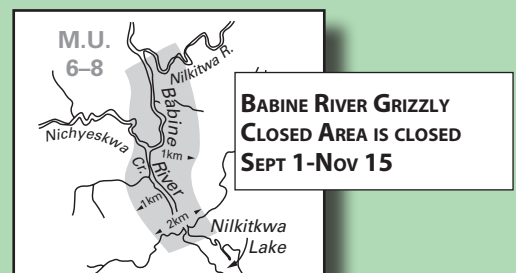 M.U.
6–8
Nilkitwa R.
Babine
River
1km
Nichyeskwa
Cr.
1km
2km
Nilkitkwa
Lake
BABINE RIVER GRIZZLY
CLOSED AREA IS CLOSED
SEPT 1-NOV 15